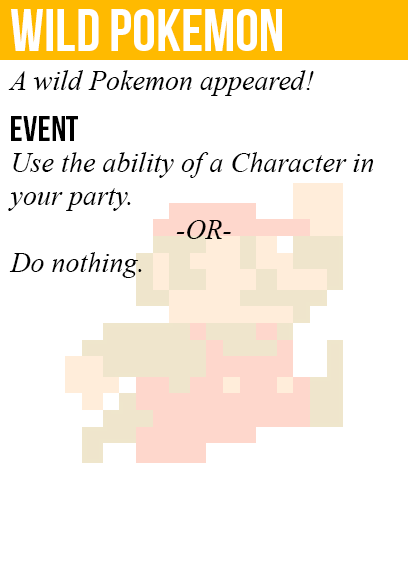 WILD POKEMON
A wild Pokemon appeared!
EVENT
Use the ability of a Character in
your party.
-OR-
Do nothing.